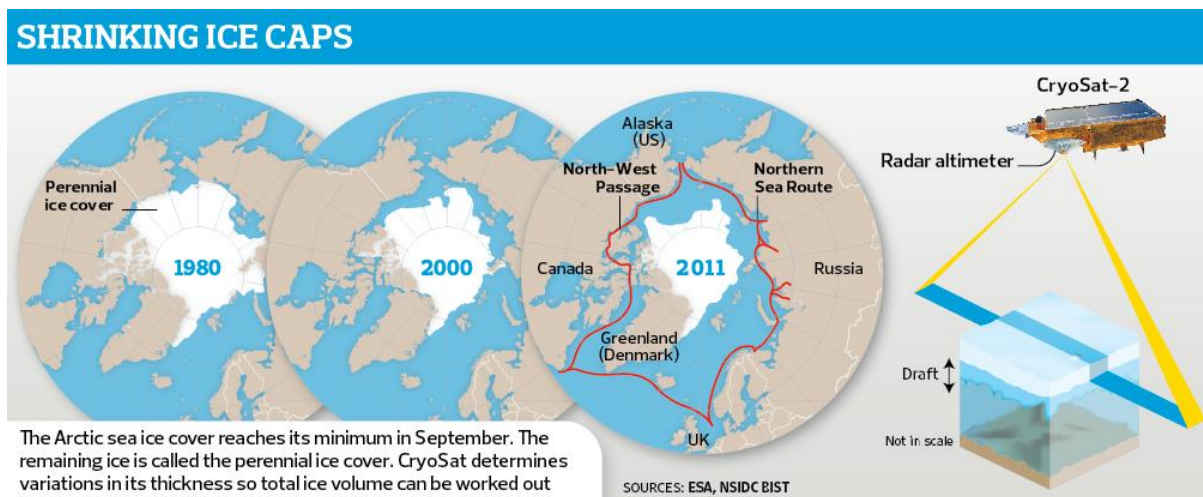 SHRINKING ICE CAPS
Perennial
ice cover
1980
2000
Alaska
(US)
North-West
Passage
Northern
Sea Route
Canada
2011
Russia
Greenland
(Denmark)
UK
CryoSat-2
Radar altimeter
Draft
Not in scale
The Arctic sea ice cover reaches its minimum in September. The
remaining ice is called the perennial ice cover. CryoSat determines
variations in its thickness so total ice volume can be worked out
SOURCES: ESA, NSIDC BIST